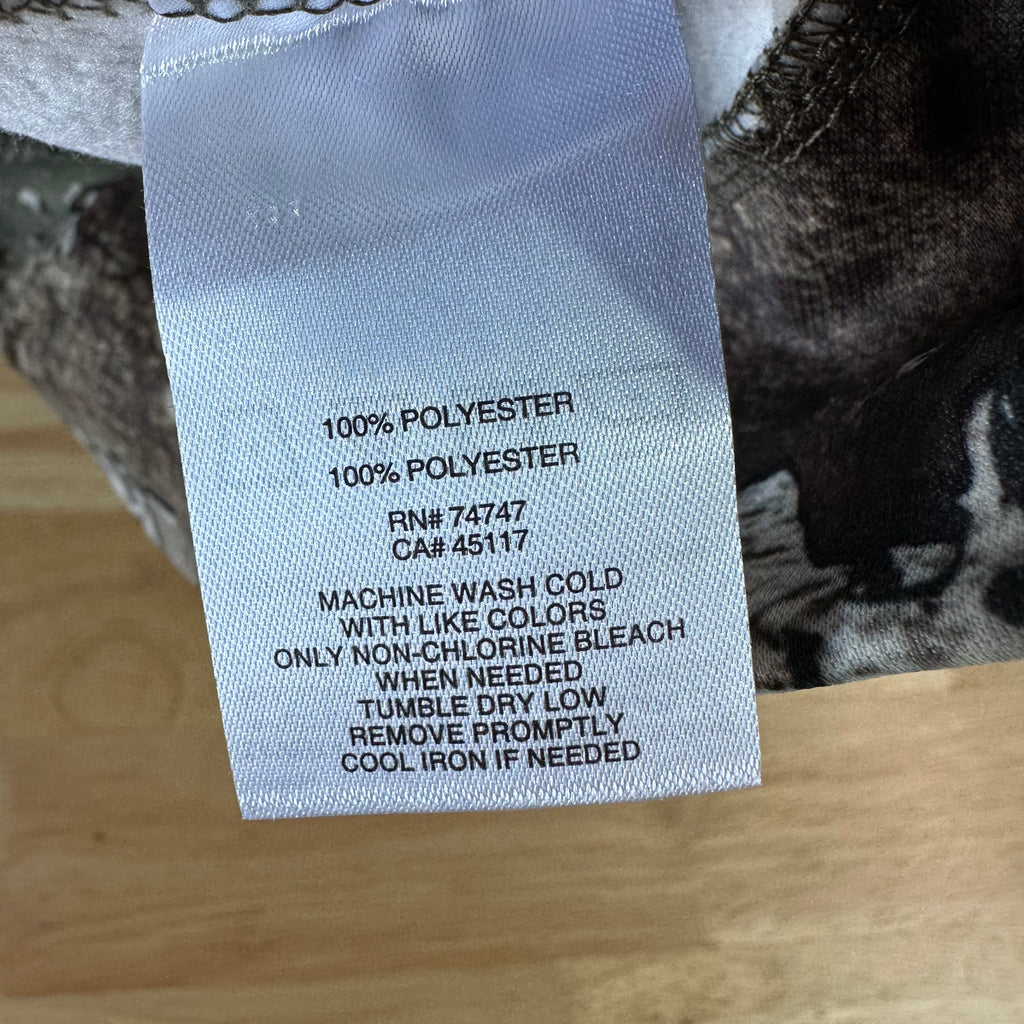 100% POLYESTER
100% POLYESTER
RN# 74747
CA# 45117
MACHINE WASH COLD
WITH LIKE COLORS
ONLY NON-CHLORINE BLEACH
WHEN NEEDED
TUMBLE DRY LOW
REMOVE PROMPTLY
COOL IRON IF NEEDED